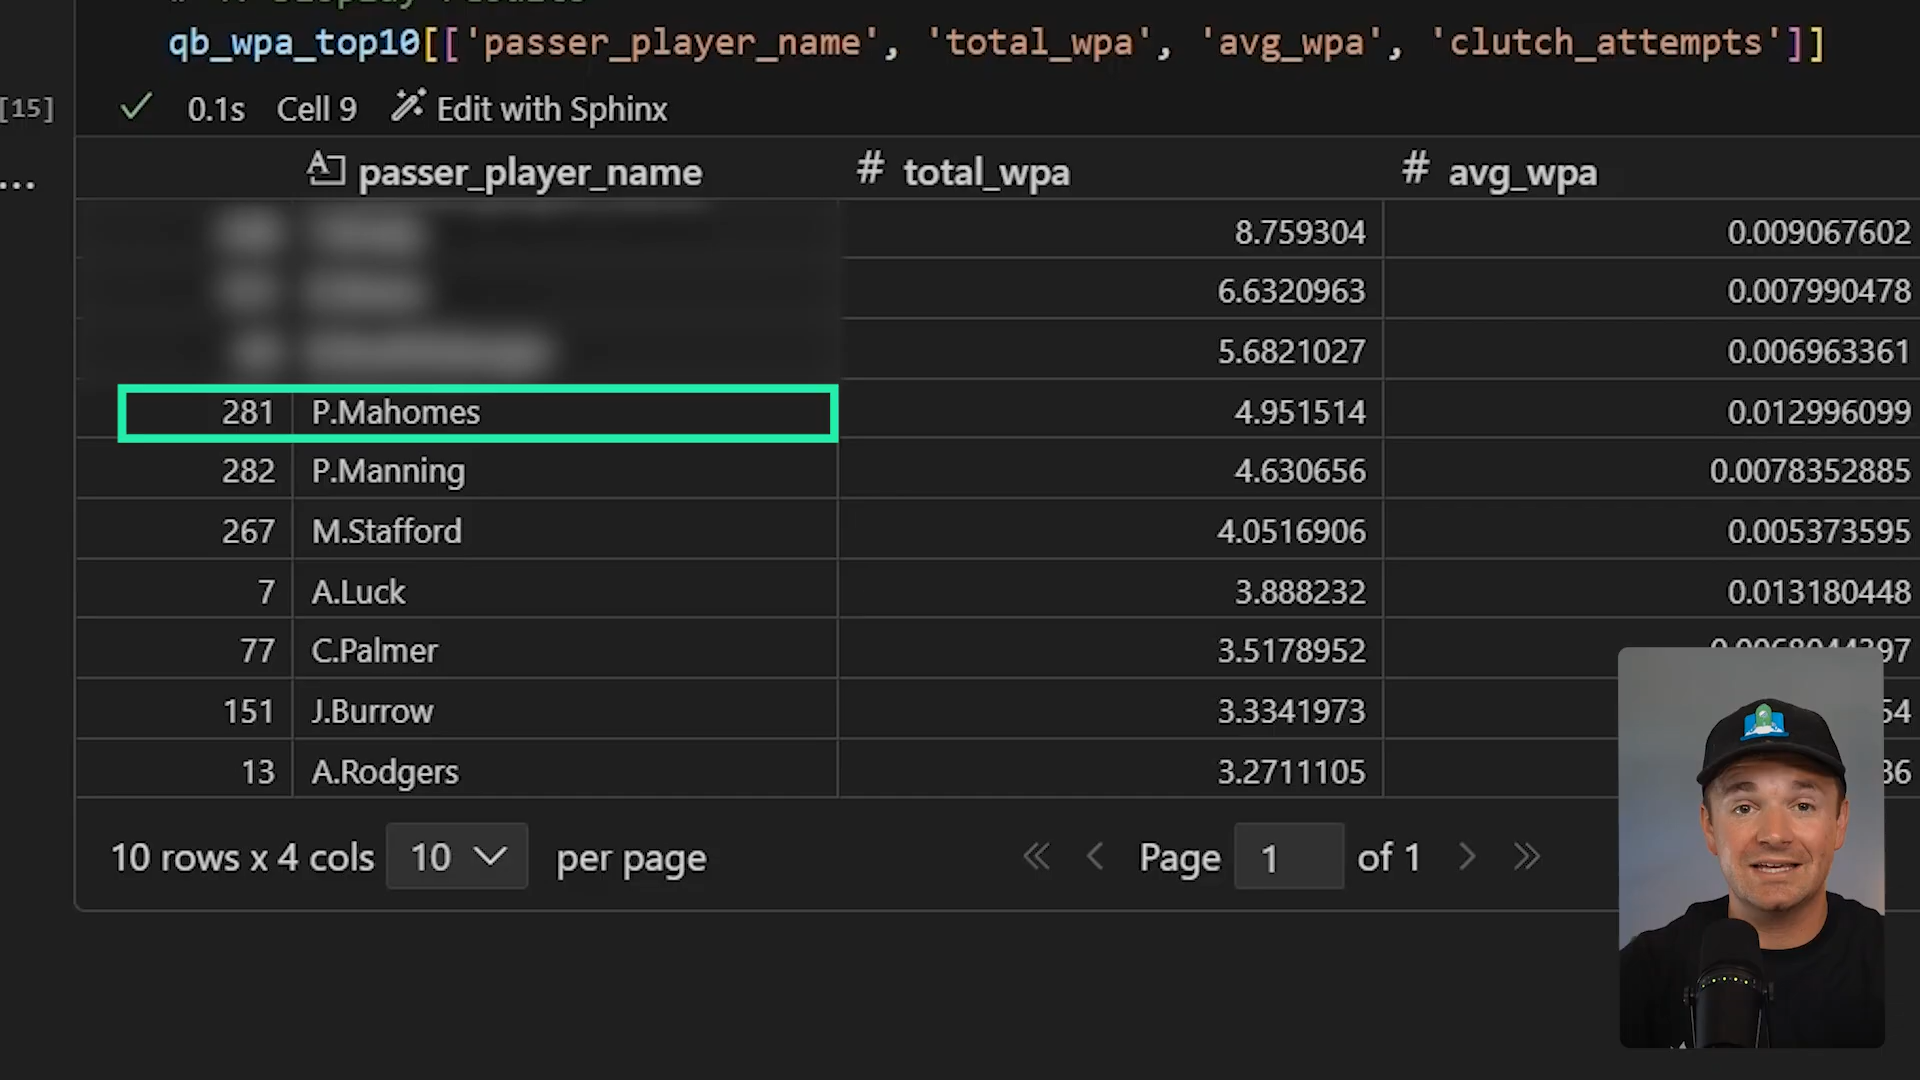 qb_wpa_top10[['passer_player_name', 'total_wpa', 'avg_wpa', 'clutch_attempts']]
[15] 0.1s Cell 9 Edit with Sphinx
... passer_player_name # total_wpa # avg_wpa
8.759304 0.009067602
6.6320963 0.007990478
5.6821027 0.006963361
281 P.Mahomes 4.951514 0.012996099
282 P.Manning 4.630656 0.0078352885
267 M.Stafford 4.0516906 0.005373595
7 A.Luck 3.888232 0.013180448
77 C.Palmer 3.5178952
151 J.Burrow 3.3341973
13 A.Rodgers 3.2711105
10 rows x 4 cols 10 per page « < Page 1 of 1 > »